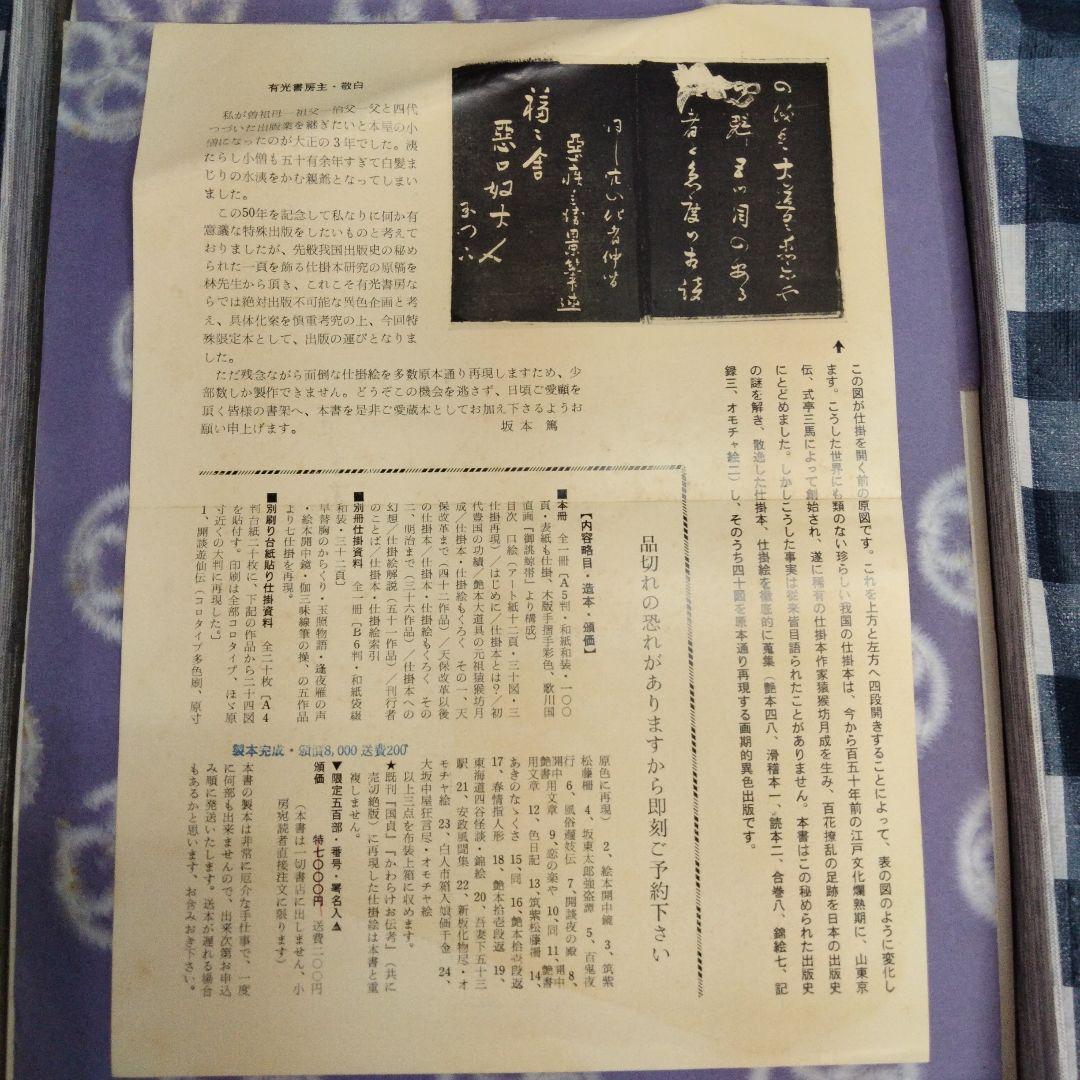 有光書房主・敬白
私が曽祖母―祖父―伯父―父と四代
つづいた出版業を継ぎたいと本屋の小
僧になったのが大正の3年でした。洟
たらし小僧も五十有余年すぎて白髪ま
じりの水洟をかむ親爺となってしまい
ました。
この50年を記念して私なりに何か有
意義な特殊出版をしたいものと考えて
おりましたが、先般我国出版史の秘め
られた一頁を飾る仕掛本研究の原稿を
林先生から頂き、これこそ有光書房な
らでは絶対出版不可能な異色企画と考
え、具体化案を慎重考究の上、今回特
殊限定本として、出版の運びとなりま
した。
ただ残念ながら面倒な仕掛絵を多数原本通り再現しますため、少
部数しか製作できません。どうぞこの機会を逃さず、日頃ご愛顧を
頂く皆様の書架へ、本書を是非ご愛蔵本としてお加え下さるようお
願い申上げます。
坂本篤
この図が仕掛を開く前の原図です。これを上方と左方へ四段開きすることによって、表の図のように変化し
ます。こうした世界にも類のない珍らしい我国の仕掛本は、今から百五十年前の江戸文化爛熟期に、山東京
伝、式亭三馬によって創始され、遂に稀有の仕掛本作家猿猴坊月成を生み、百花撩乱の足跡を日本の出版史
にとどめました。しかしこうした事実は従来皆目語られたことがありません。本書はこの秘められた出版史
の謎を解き、散逸した仕掛本、仕掛絵を徹底的に蒐集（艶本四八、滑稽本一、読本二、合巻八、錦絵七、記
録三、オモチャ絵二）し、そのうち四十図を原本通り再現する画期的異色出版です。
品切れの恐れがありますから即刻ご予約下さい
【内容略目・造本・頒価】
■本冊　全一冊［A5判・和紙和装・一〇〇
頁・表紙も仕掛、木版手摺手彩色、歌川国
直画『御誂鯨帯』より構成］
目次　口絵（アート紙十二頁・三十図・三
仕掛再現）／はじめに／仕掛本とは？／初
代豊国の功績／艶本大道具の元祖猿猴坊月
成／仕掛本・仕掛絵もくろく　その一、天
保改革まで（四十二作品）／天保改革以後
の仕掛本／仕掛本・仕掛絵もくろく　その
二、明治まで（三十六作品）／仕掛本への
幻想／仕掛絵解説（五十一作品）／刊行者
のことば／仕掛本・仕掛絵索引
■別冊仕掛資料　全一冊［B6判・和紙袋綴
和装・三十二頁］
早替胸のからくり・玉照物語・逢夜雁の声
・絵本開中鏡・伽三味線筆の操、の五作品
より七仕掛を再現。
■別刷り台紙貼り仕掛資料　全二十枚［A4
判台紙二十枚に、下記の作品から二十四図
を貼付す。印刷は全部コロタイプ、ほゞ原
寸近くの大判に再現した。］
1、開談遊仙伝（コロタイプ多色刷、原寸
原色に再現）　2、絵本開中鏡　3、筑紫
松藤柵　4、坂東太郎強盗譚　5、百鬼夜
行　6、風俗遊妓伝　7、開談夜の殿　8、
開中用文章　9、恋の楽や　10、同　11、開中
艶書用文章　12、色日記　13、筑紫松藤柵　14、
あきのなゝくさ　15、同　16、艶本拾壱段返
17、春情指人形　18、艶本拾壱段返　19、
東海道四谷怪談・錦絵　20、吾妻下五十三
駅　21、安政風聞集　22、新板化物尽・オ
モチャ絵　23、白人市箱入娘価千金　24、
大坂中屋狂言尽・オモチャ絵
以上三点を布装上箱に収めます。
★既刊『国貞』『かわらけお伝考』（共に
売切絶版）に再現した仕掛絵は本書と重
複しません。
▼限定五百部・番号・署名入▲
頒価　特七〇〇〇円　送費二〇〇円
（本書は一切書店に出しません、小
房宛読者直接注文に限ります）
製本完成・頒価8,000 送費200
本書の製本は非常に厄介な手仕事で、一度
に何部も出来ませんので、出来次第お申込
み順に発送いたします。送本が遅れる場合
もあるかと思います、お含みおき下さい。